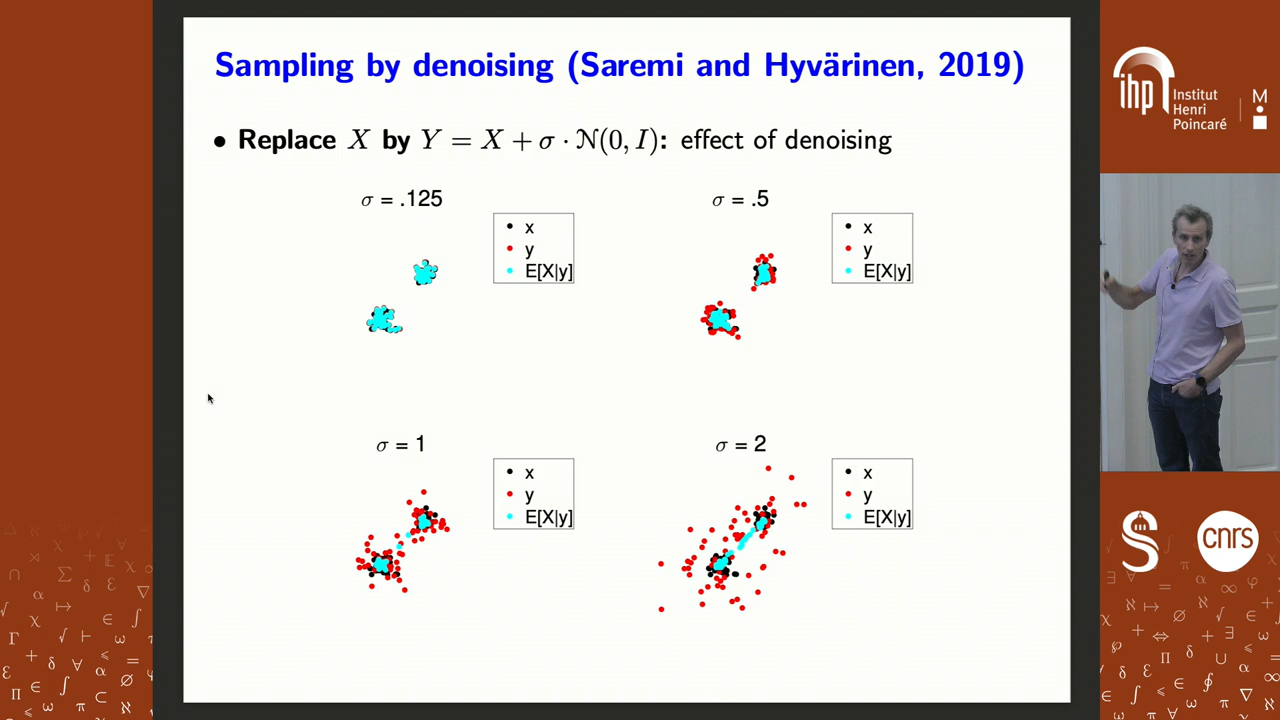 Sampling by denoising (Saremi and Hyvärinen, 2019)
• Replace X by Y = X + σ · N(0, I): effect of denoising
σ = .125
x
y
E[X|y]
σ = .5
x
y
E[X|y]
σ = 1
x
y
E[X|y]
σ = 2
x
y
E[X|y]
ihp
Institut
Henri
Poincaré
M
S
cnrs